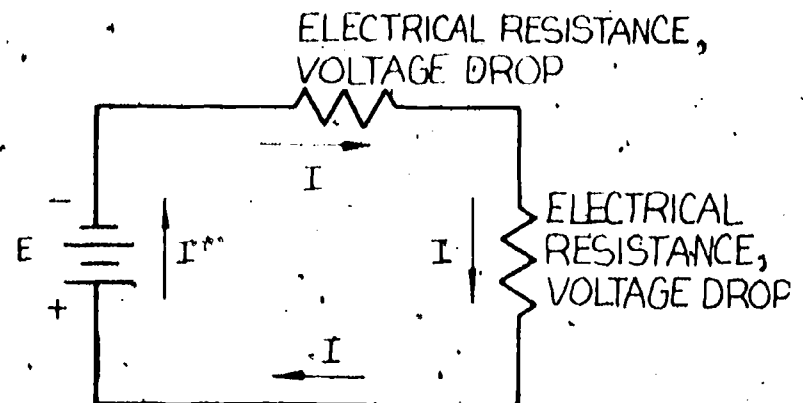 ELECTRICAL RESISTANCE,
VOLTAGE DROP
I
-
E
I
I
+
ELECTRICAL
RESISTANCE,
VOLTAGE DROP
I